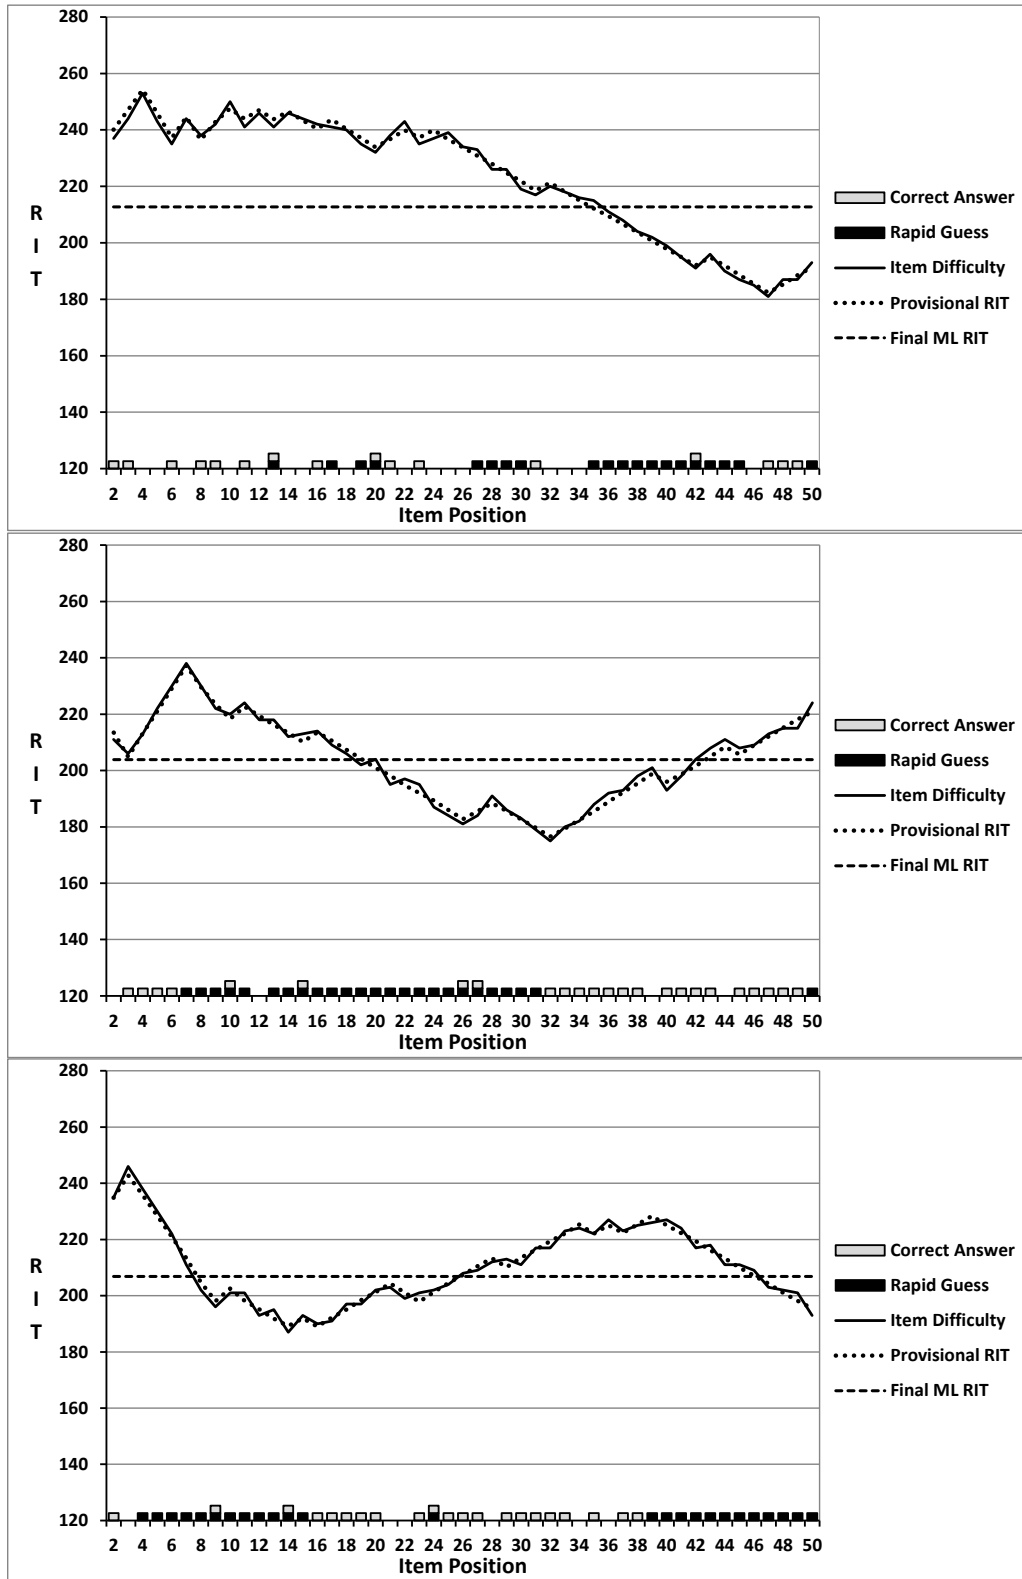 280
260
240
220
200
180
160
140
120
R
I
T
2 4 6 8 10 12 14 16 18 20 22 24 26 28 30 32 34 36 38 40 42 44 46 48 50
Item Position
Correct Answer
Rapid Guess
Item Difficulty
Provisional RIT
Final ML RIT
280
260
240
220
200
180
160
140
120
R
I
T
2 4 6 8 10 12 14 16 18 20 22 24 26 28 30 32 34 36 38 40 42 44 46 48 50
Item Position
Correct Answer
Rapid Guess
Item Difficulty
Provisional RIT
Final ML RIT
280
260
240
220
200
180
160
140
120
R
I
T
2 4 6 8 10 12 14 16 18 20 22 24 26 28 30 32 34 36 38 40 42 44 46 48 50
Item Position
Correct Answer
Rapid Guess
Item Difficulty
Provisional RIT
Final ML RIT